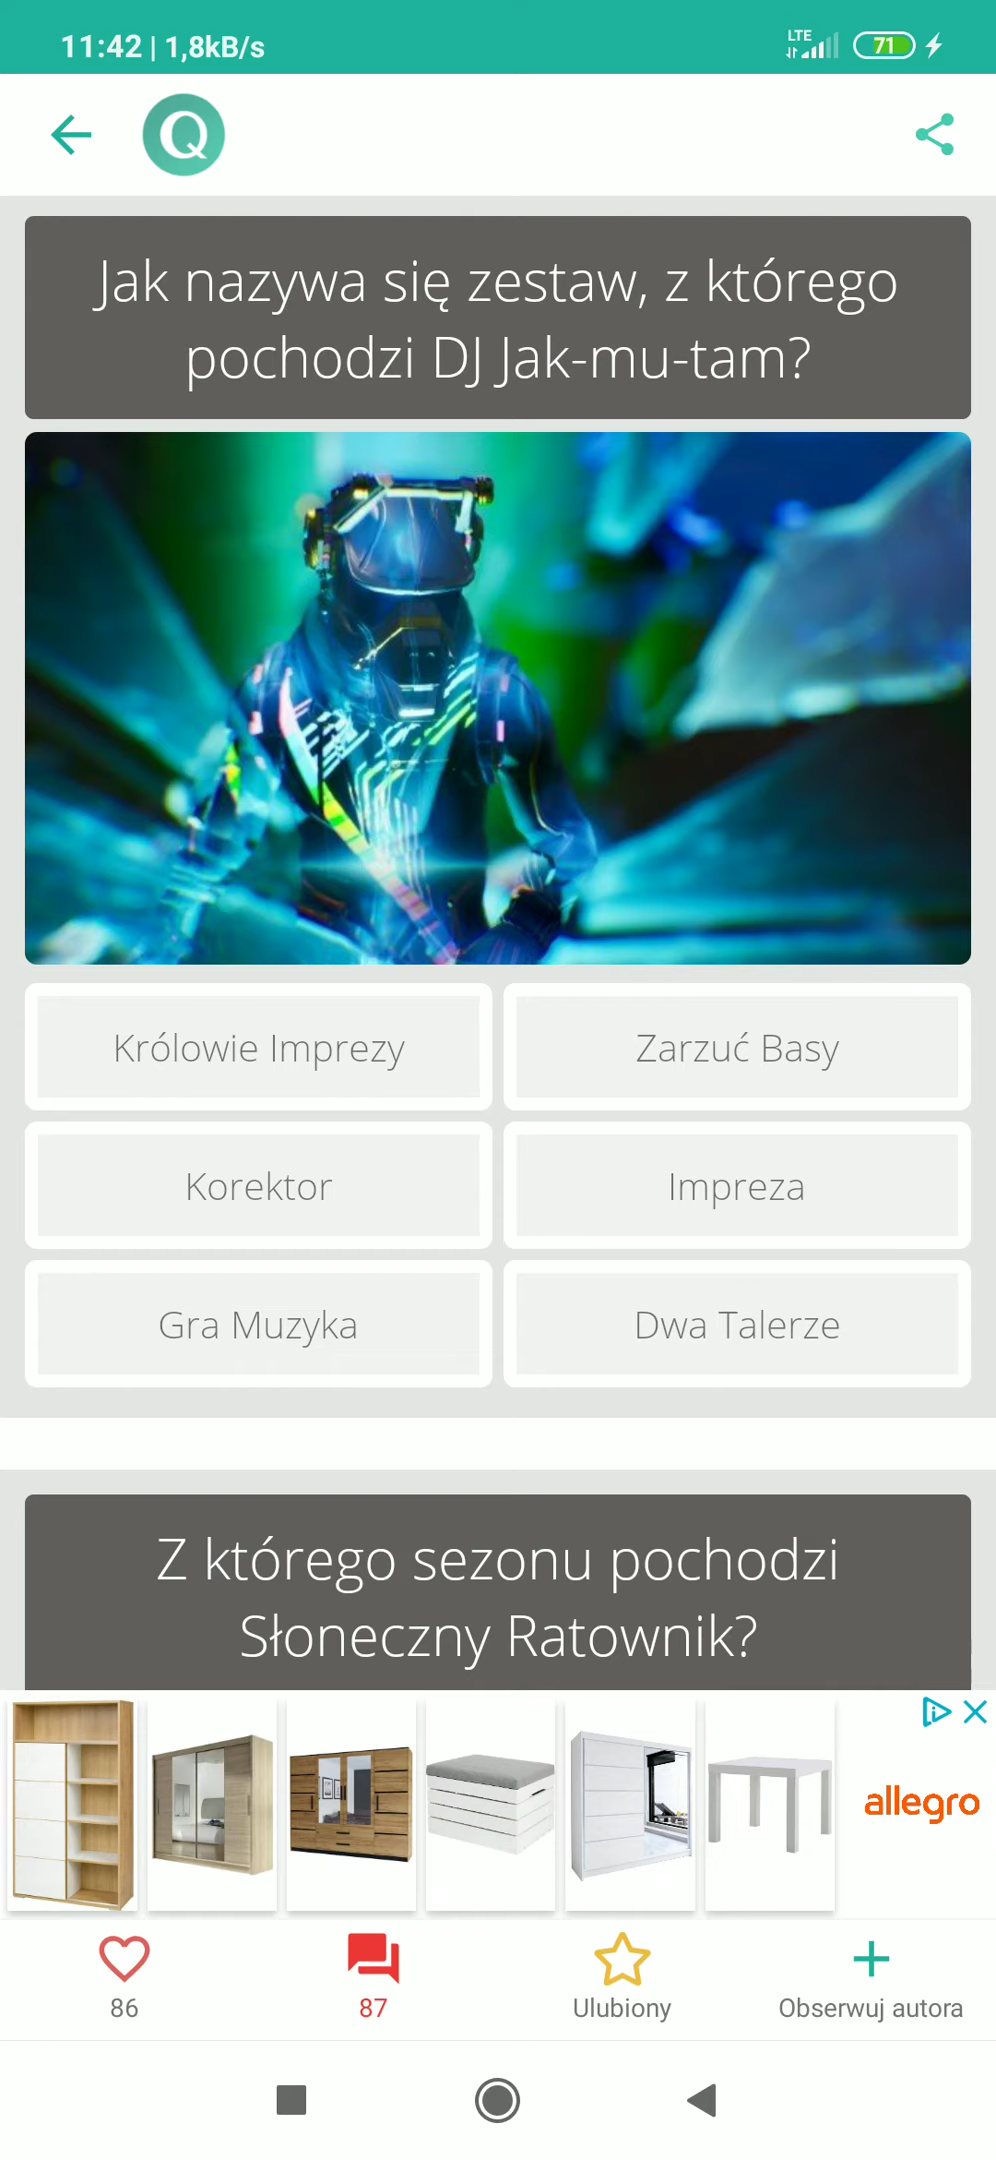 11:42 | 1,8kB/s
LTE
71
Q
Jak nazywa się zestaw, z którego
pochodzi DJ Jak-mu-tam?
Królowie Imprezy
Zarzuć Basy
Korektor
Impreza
Gra Muzyka
Dwa Talerze
Z którego sezonu pochodzi
Słoneczny Ratownik?
allegro
86
87
Ulubiony
Obserwuj autora